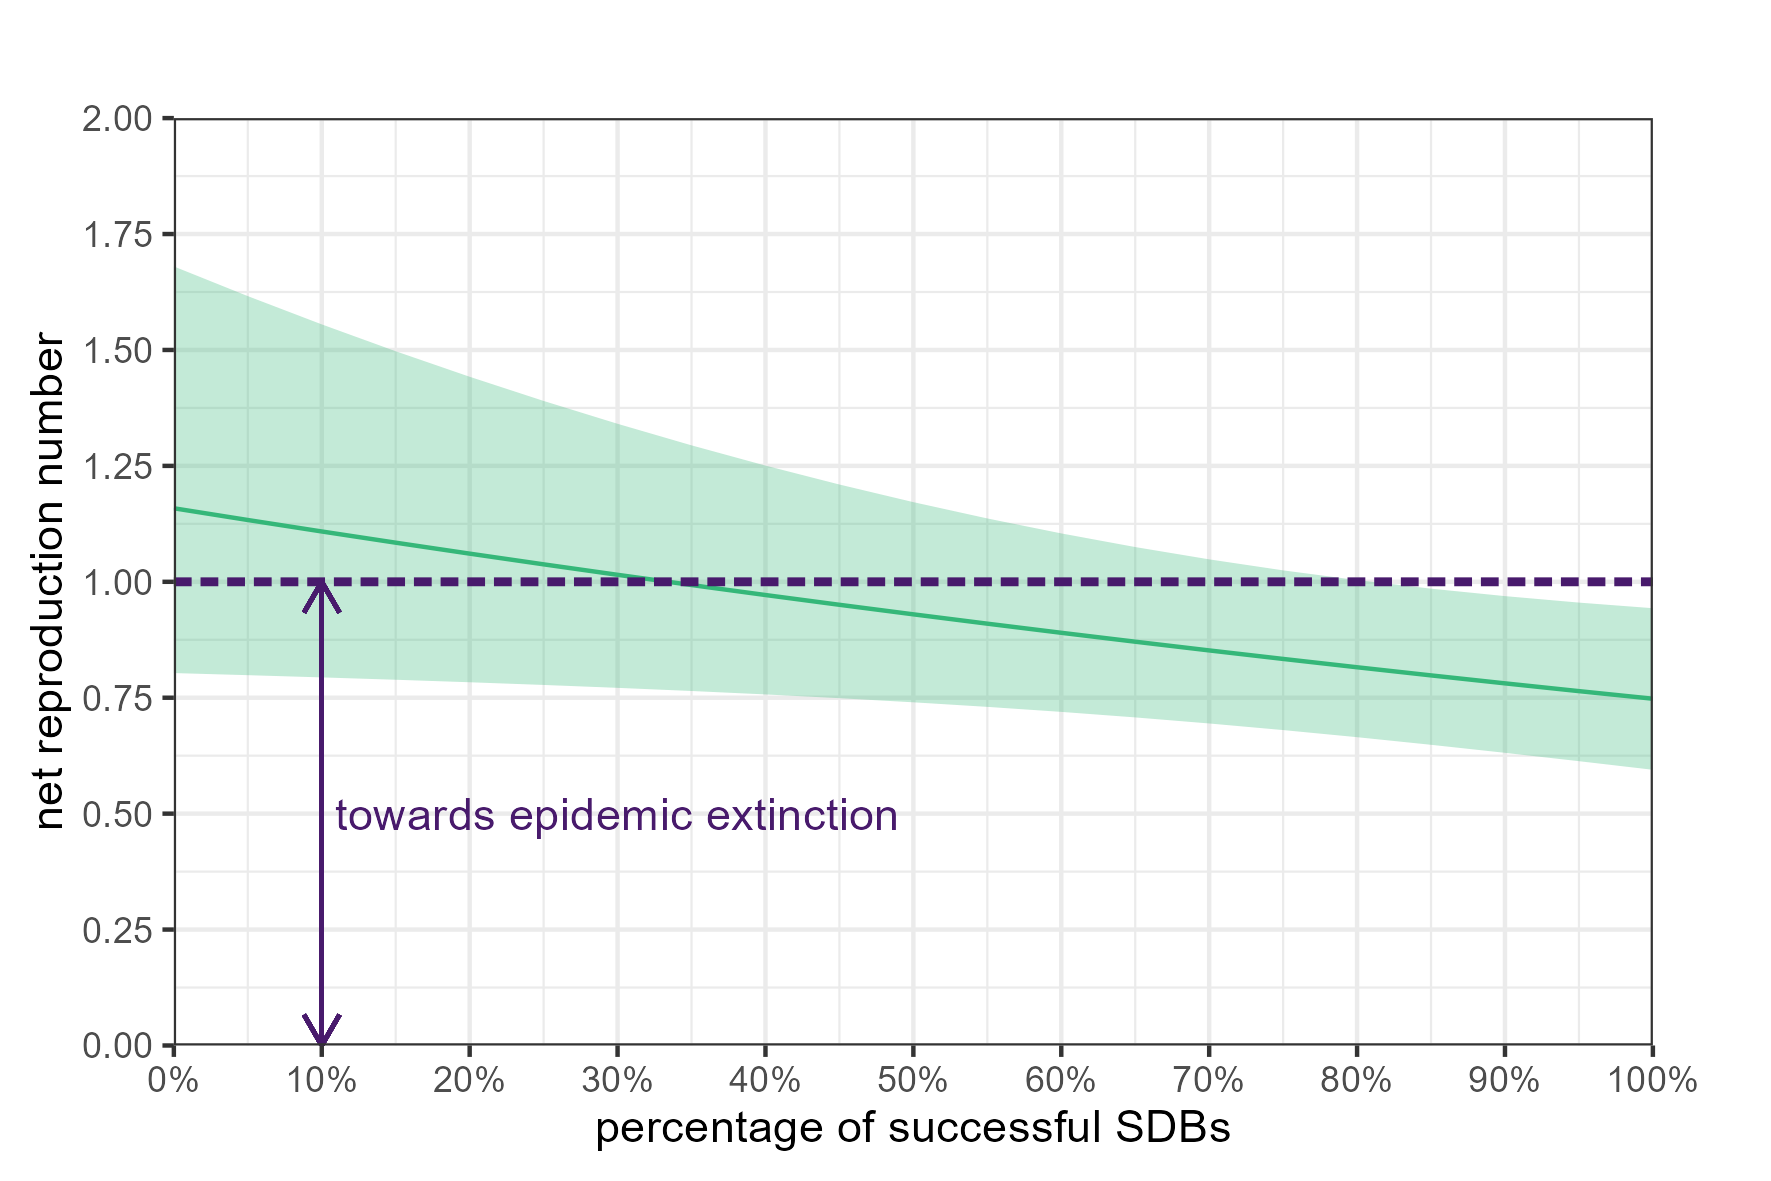 2.00
1.75
1.50
1.25
1.00
0.75
0.50
0.25
0.00
net reproduction number
towards epidemic extinction
0% 10% 20% 30% 40% 50% 60% 70% 80% 90% 100%
percentage of successful SDBs